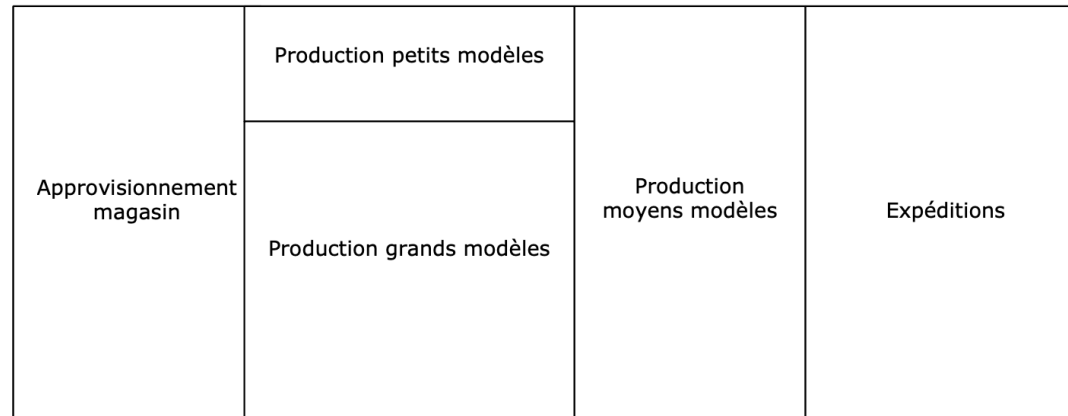 Approvisionnement
magasin
Production petits modèles
Production grands modèles
Production
moyens modèles
Expéditions